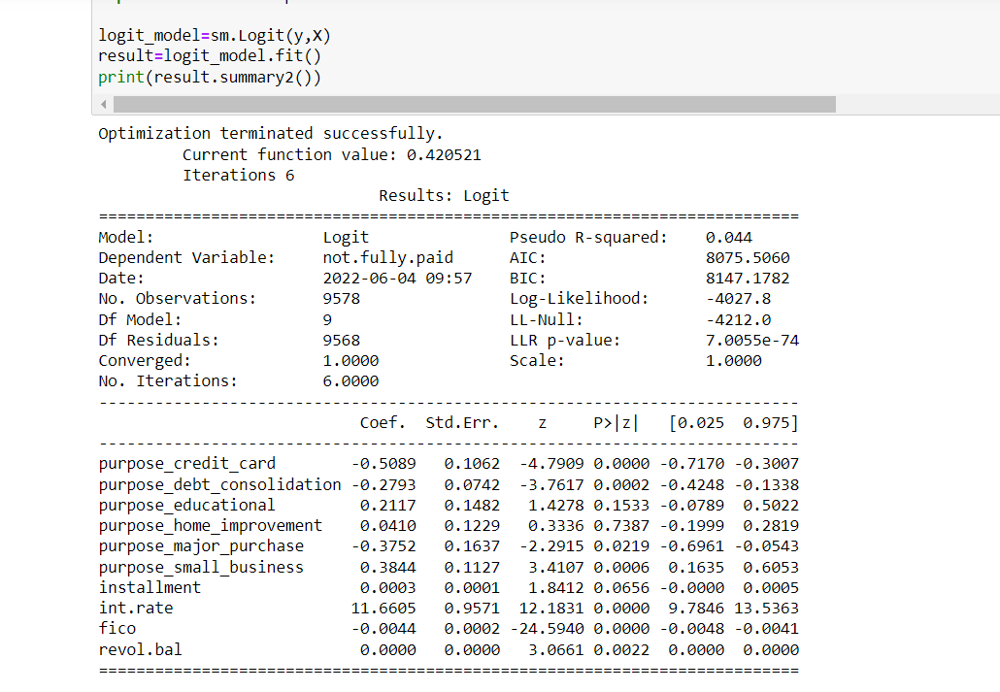 logit_model=sm.Logit(y,X)
result=logit_model.fit()
print(result.summary2())
Optimization terminated successfully.
         Current function value: 0.420521
         Iterations 6
                              Results: Logit
===========================================================================
Model:                  Logit               Pseudo R-squared:    0.044
Dependent Variable:     not.fully.paid      AIC:                 8075.5060
Date:                   2022-06-04 09:57    BIC:                 8147.1782
No. Observations:       9578                Log-Likelihood:      -4027.8
Df Model:               9                   LL-Null:             -4212.0
Df Residuals:           9568                LLR p-value:         7.0055e-74
Converged:              1.0000              Scale:               1.0000
No. Iterations:         6.0000
---------------------------------------------------------------------------
                            Coef.  Std.Err.    z     P>|z|   [0.025  0.975]
---------------------------------------------------------------------------
purpose_credit_card        -0.5089   0.1062  -4.7909 0.0000 -0.7170 -0.3007
purpose_debt_consolidation -0.2793   0.0742  -3.7617 0.0002 -0.4248 -0.1338
purpose_educational         0.2117   0.1482   1.4278 0.1533 -0.0789  0.5022
purpose_home_improvement    0.0410   0.1229   0.3336 0.7387 -0.1999  0.2819
purpose_major_purchase     -0.3752   0.1637  -2.2915 0.0219 -0.6961 -0.0543
purpose_small_business      0.3844   0.1127   3.4107 0.0006  0.1635  0.6053
installment                 0.0003   0.0001   1.8412 0.0656 -0.0000  0.0005
int.rate                   11.6605   0.9571  12.1831 0.0000  9.7846 13.5363
fico                       -0.0044   0.0002 -24.5940 0.0000 -0.0048 -0.0041
revol.bal                   0.0000   0.0000   3.0661 0.0022  0.0000  0.0000
===========================================================================